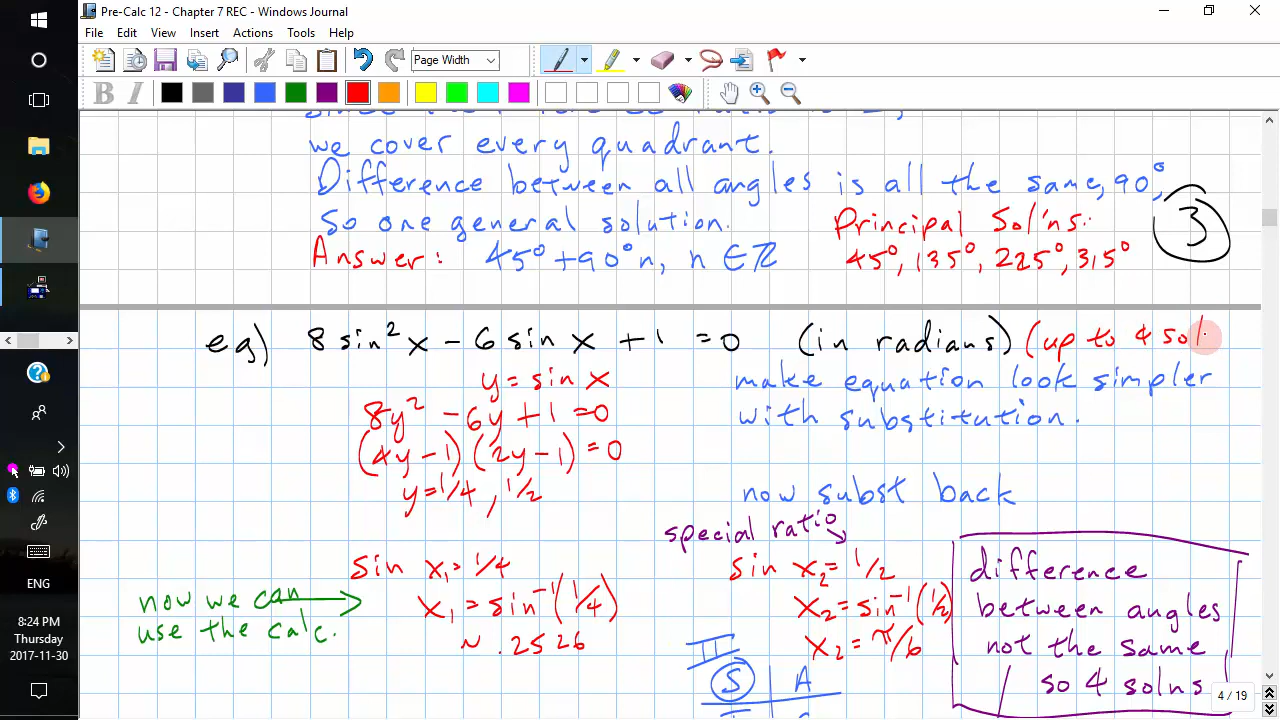 Pre-Calc 12 - Chapter 7 REC - Windows Journal
File Edit View Insert Actions Tools Help
Page Width
B I
we cover every quadrant.
Difference between all angles is all the same, 90°,
So one general solution.
Principal Sol'ns:
3
Answer: 45° + 90°n, n ∈ ℤ
45°, 135°, 225°, 315°
eg) 8 sin² x - 6 sin x + 1 = 0 (in radians) (up to 4 sol
y = sin x
make equation look simpler
8y² - 6y + 1 = 0
with substitution.
(4y - 1)(2y - 1) = 0
y = 1/4, 1/2
now subst back
special ratio
sin x₁ = 1/4
sin x₂ = 1/2
difference
now we can
x₁ = sin⁻¹(1/4)
x₂ = sin⁻¹(1/2)
between angles
use the calc.
~ .2526
x₂ = π/6
not the same
II
S A
so 4 solns
ENG
8:24 PM
Thursday
2017-11-30
4 / 19